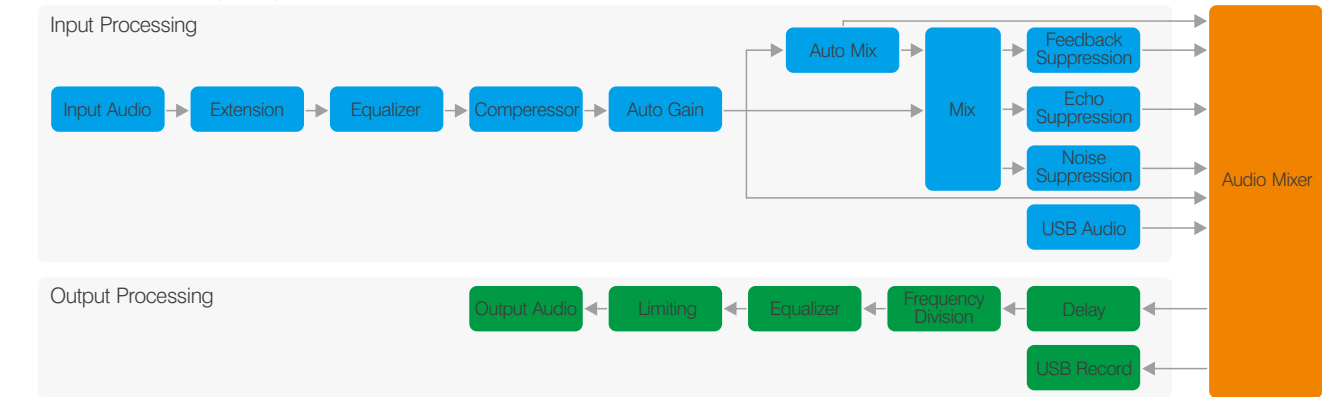 Input Processing
Auto Mix
Feedback
Suppression
Input Audio
Extension
Equalizer
Comperessor
Auto Gain
Mix
Echo
Suppression
Noise
Suppression
Audio Mixer
USB Audio
Output Processing
Output Audio
Limiting
Equalizer
Frequency
Division
Delay
USB Record